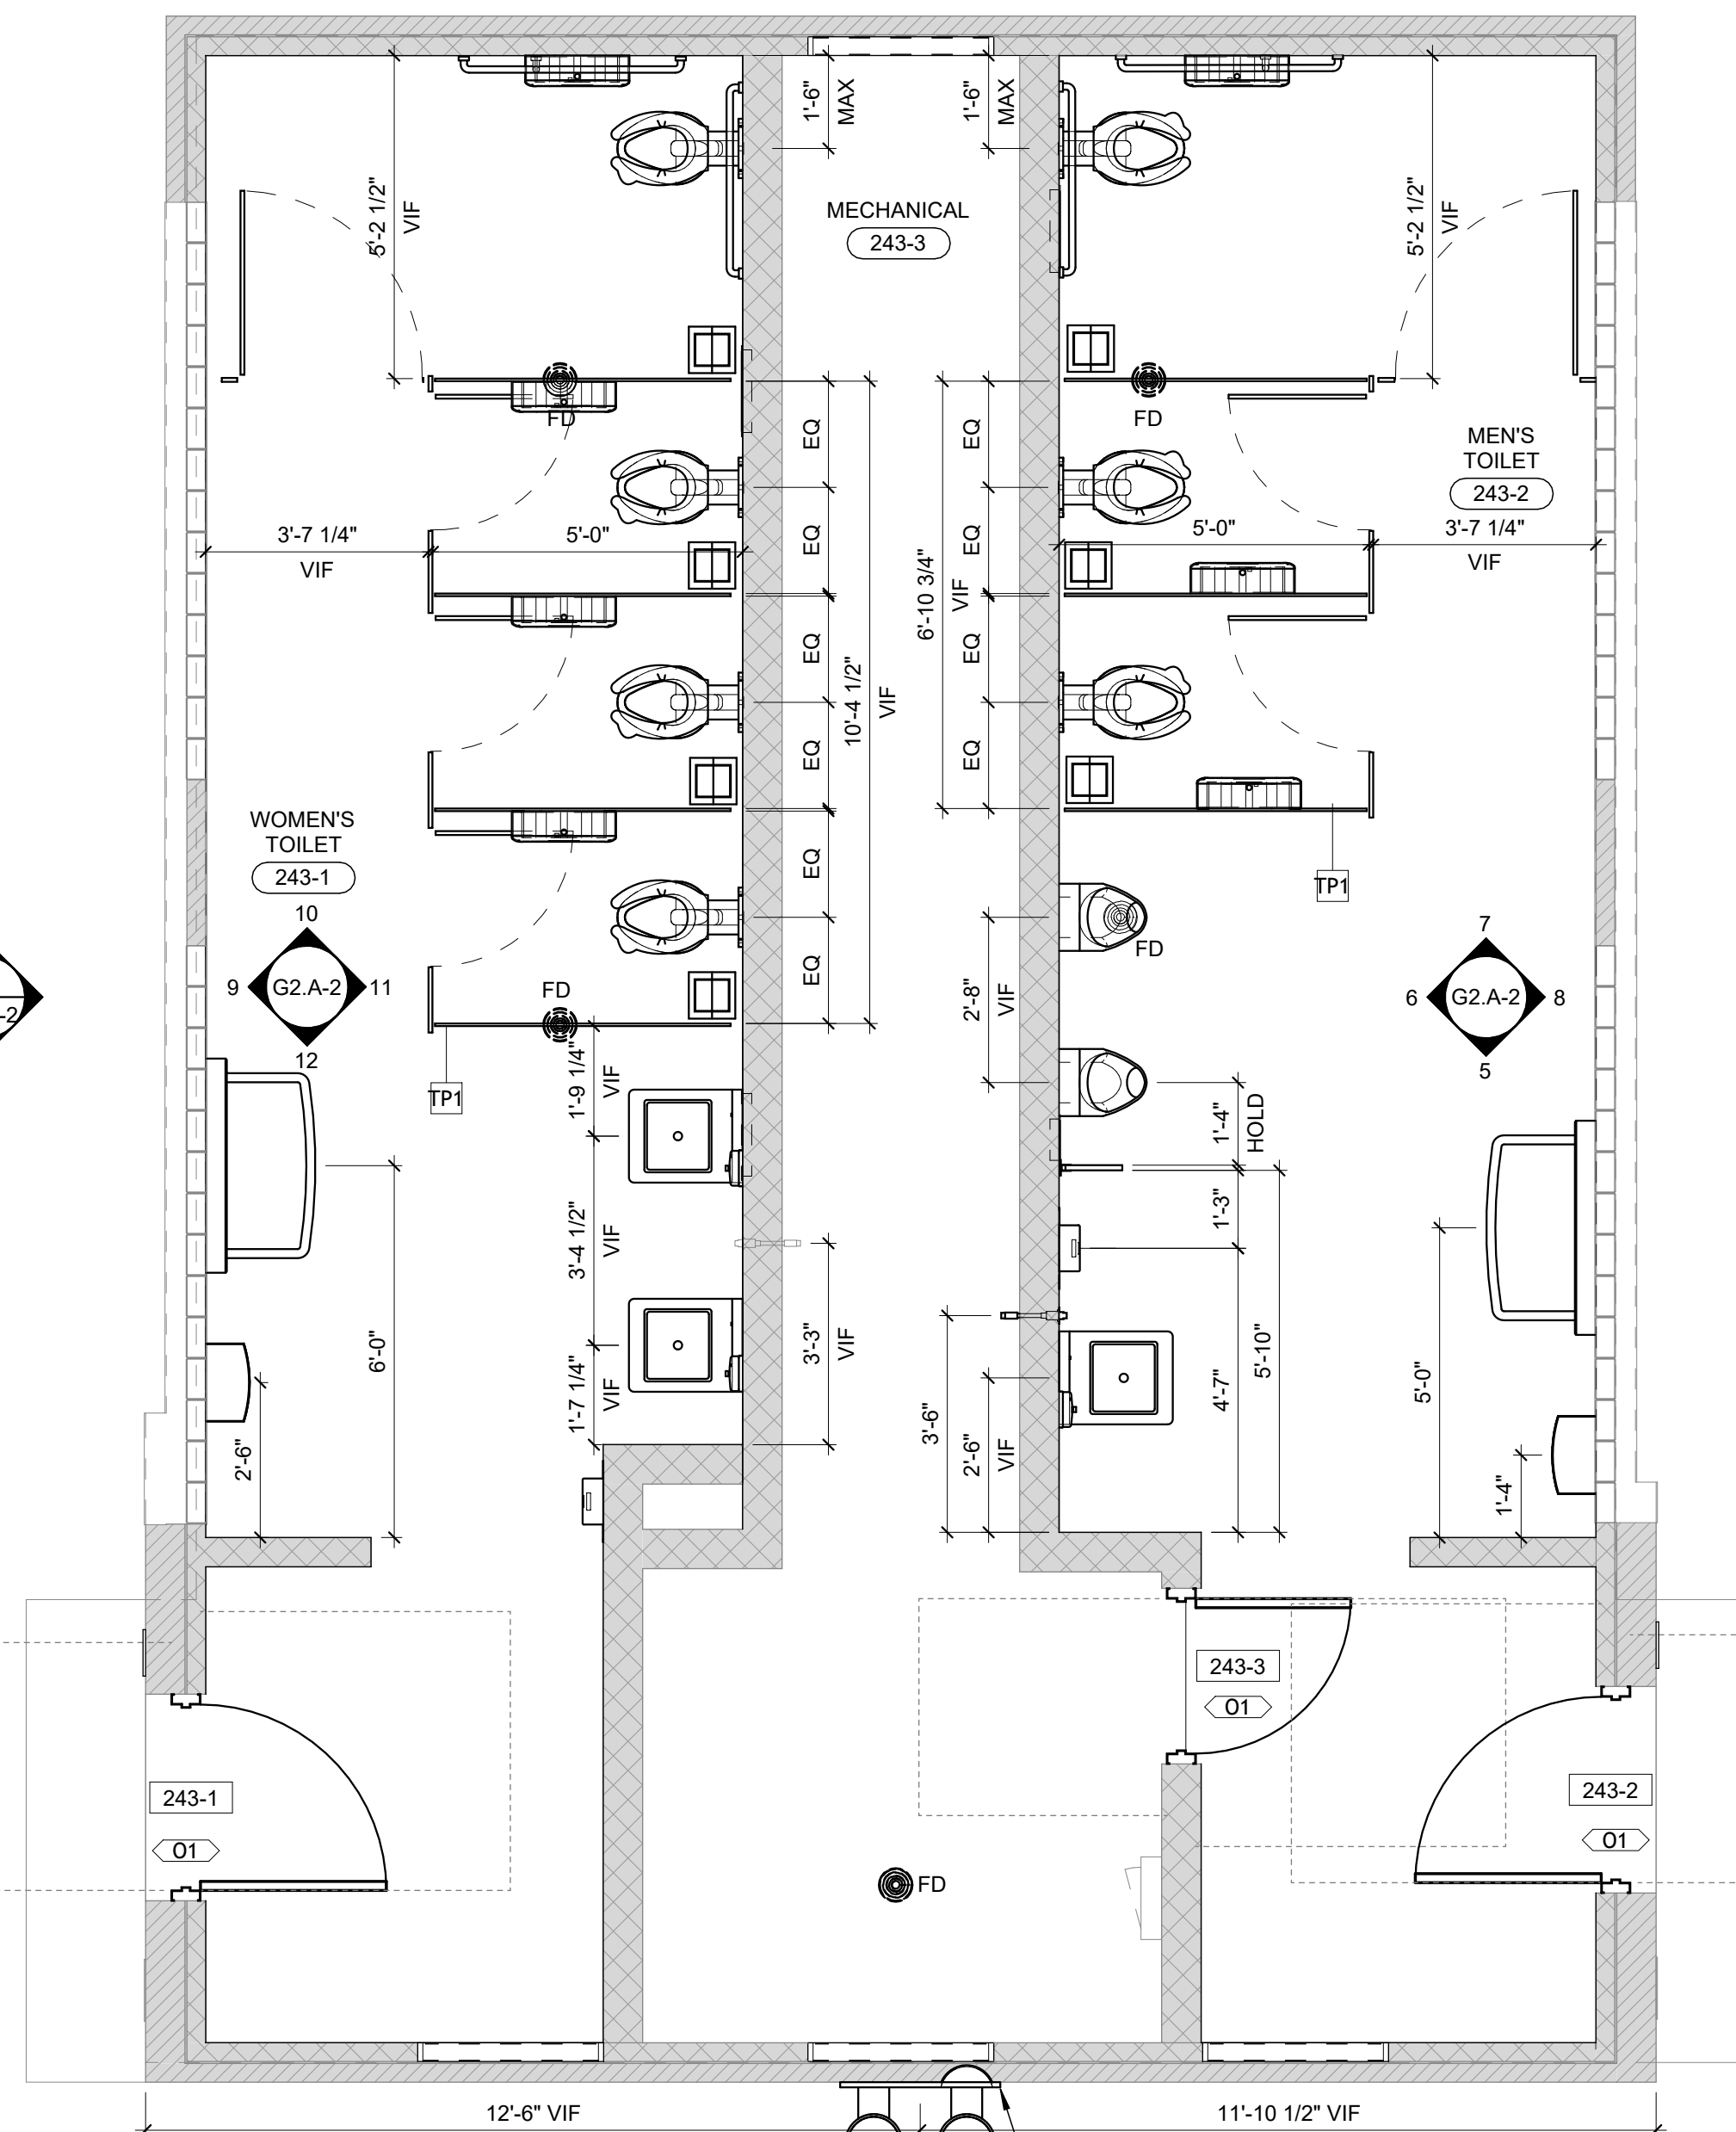 1'-6"
MAX
1'-6"
MAX
5'-2 1/2"
VIF
MECHANICAL
243-3
5'-2 1/2"
VIF
FD
FD
EQ
EQ
MEN'S
TOILET
243-2
3'-7 1/4"
VIF
5'-0"
EQ
EQ
5'-0"
3'-7 1/4"
VIF
6'-10 3/4"
VIF
EQ
EQ
10'-4 1/2"
VIF
EQ
EQ
WOMEN'S
TOILET
243-1
EQ
TP1
10
9
G2.A-2
11
12
FD
EQ
FD
7
6
G2.A-2
8
5
-2
2'-8"
VIF
TP1
1'-9 1/4"
VIF
1'-4"
HOLD
3'-4 1/2"
VIF
1'-3"
6'-0"
3'-3"
VIF
5'-10"
4'-7"
5'-0"
1'-7 1/4"
VIF
3'-6"
2'-6"
VIF
2'-6"
1'-4"
243-3
01
243-1
01
243-2
01
FD
12'-6" VIF
11'-10 1/2" VIF